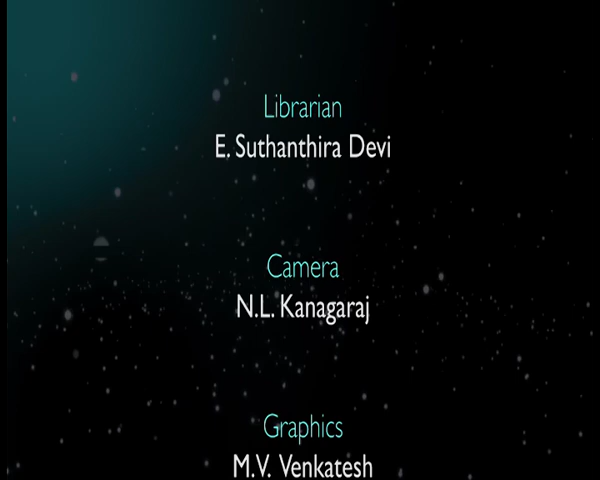 Librarian
E. Suthanthira Devi
Camera
N.L. Kanagaraj
Graphics
M.V. Venkatesh